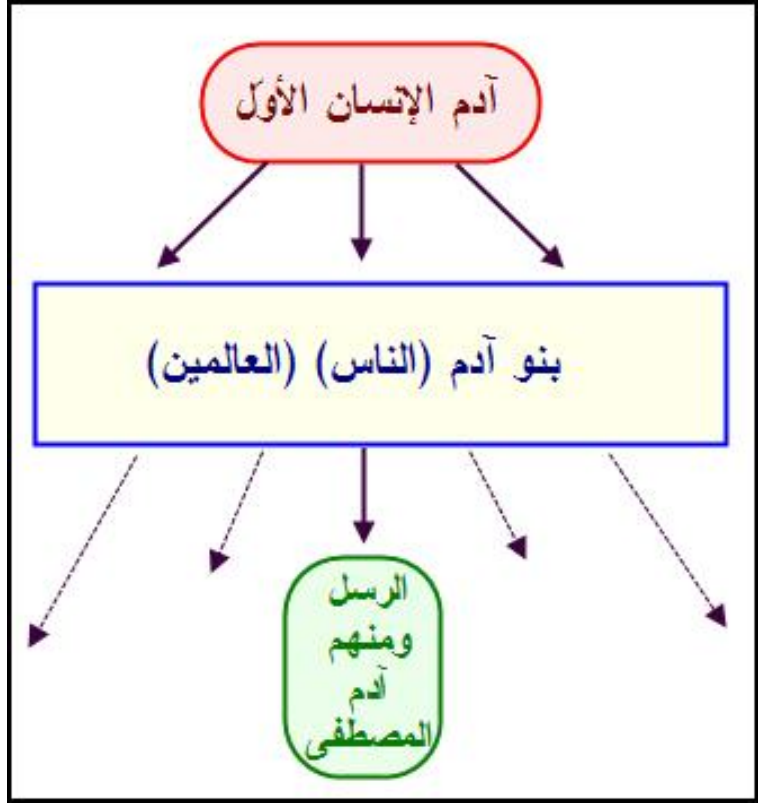 آدم الإنسان الأوّل
بنو آدم (الناس) (العالمين)
الرسل
ومنهم
آدم
المصطفى